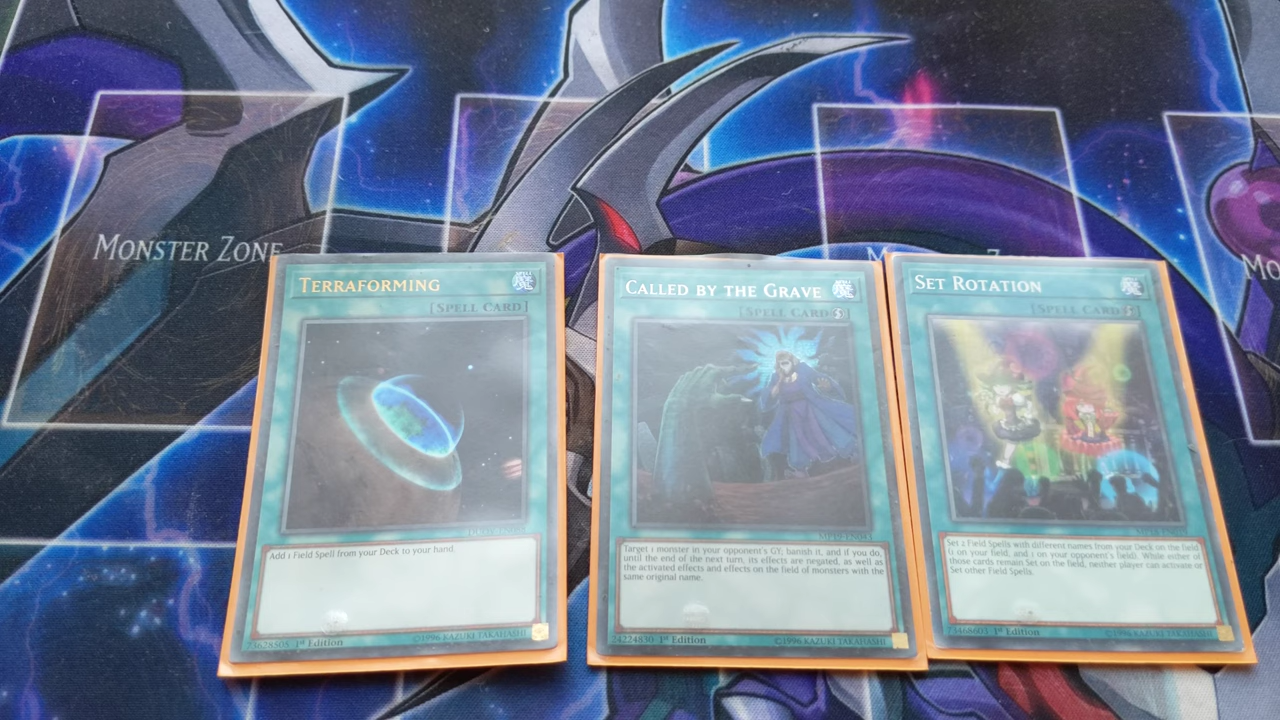 MONSTER ZONE
TERRAFORMING
[SPELL CARD]
Add 1 Field Spell from your Deck to your hand.
73628505 1st Edition
©1996 KAZUKI TAKAHASHI
CALLED BY THE GRAVE
[SPELL CARD]
Target 1 monster in your opponent's GY; banish it, and if you do,
until the end of the next turn, its effects are negated, as well as
the activated effects and effects on the field of monsters with the
same original name.
24224830 1st Edition
©1996 KAZUKI TAKAHASHI
SET ROTATION
[SPELL CARD]
Set 2 Field Spells with different names from your Deck on the field
(1 on your field, and 1 on your opponent's field). While either of
those cards remain Set on the field, neither player can activate or
Set other Field Spells.
73468603 1st Edition
©1996 KAZUKI TAKAHASHI